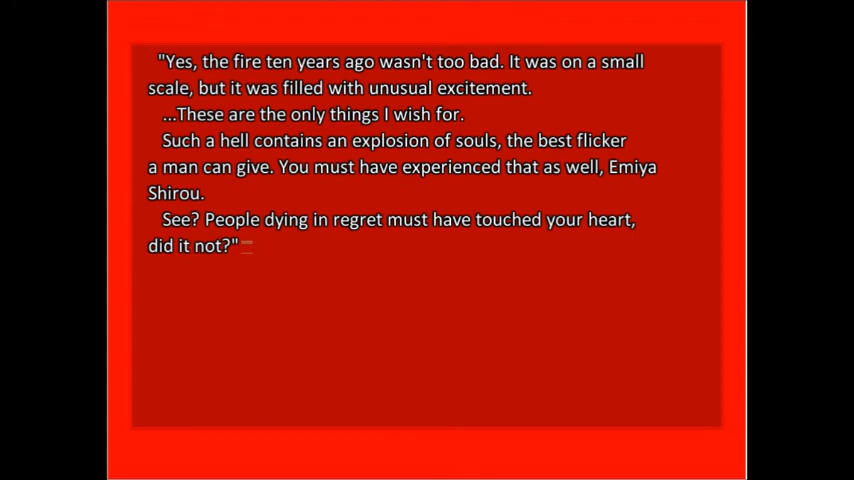 "Yes, the fire ten years ago wasn't too bad. It was on a small
scale, but it was filled with unusual excitement.
...These are the only things I wish for.
Such a hell contains an explosion of souls, the best flicker
a man can give. You must have experienced that as well, Emiya
Shirou.
See? People dying in regret must have touched your heart,
did it not?"